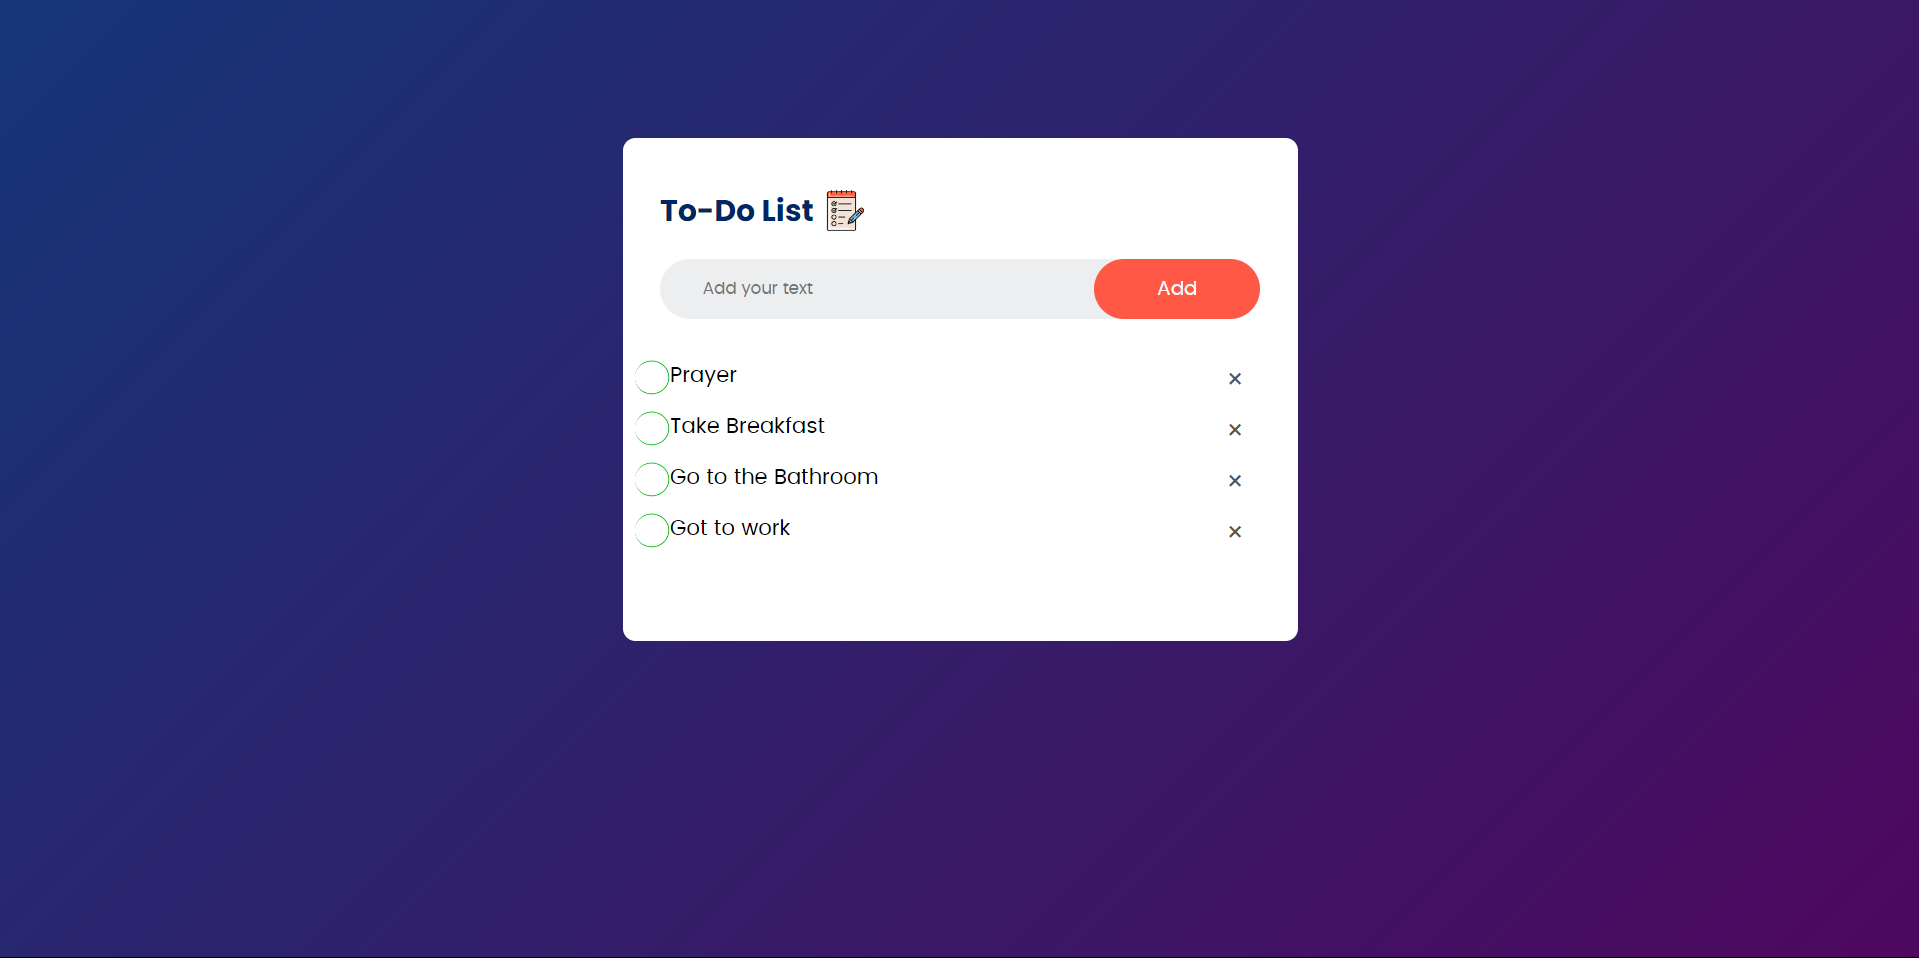 To-Do List
Add your text
Add
Prayer ×
Take Breakfast ×
Go to the Bathroom ×
Got to work ×